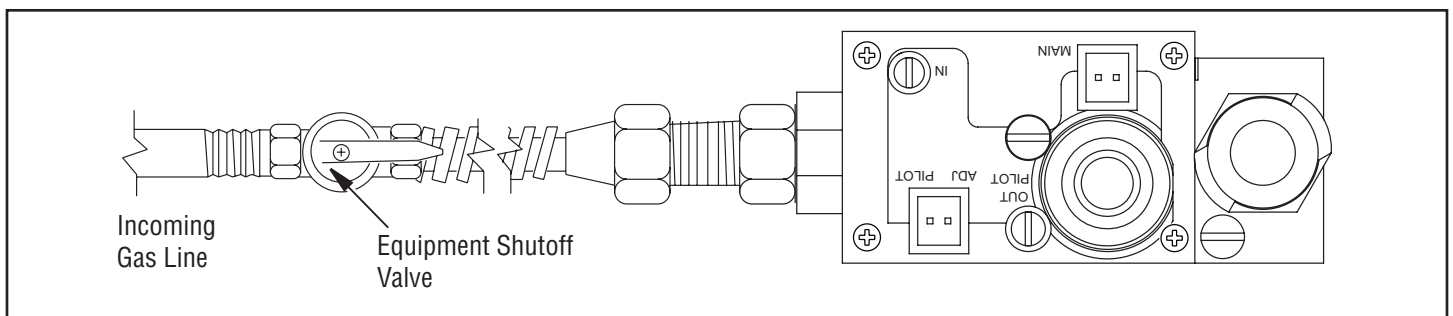 MAIN
IN
PILOT ADJ
PILOT
OUT
Incoming
Gas Line
Equipment Shutoff
Valve